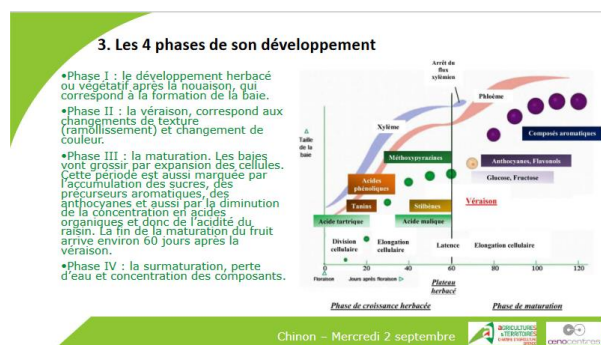 3. Les 4 phases de son développement
•Phase I : le développement herbacé
ou végétatif après la nouaison, qui
correspond à la formation de la baie.
•Phase II : la véraison, correspond aux
changements de texture
(ramollissement) et changement de
couleur.
•Phase III : la maturation. Les baies
vont grossir par expansion des cellules.
Cette période est aussi marquée par
l'accumulation des sucres, des
précurseurs aromatiques, des
anthocyanes et aussi par la diminution
de la concentration en acides
organiques et donc de l'acidité du
raisin. La fin de la maturation du fruit
arrive environ 60 jours après la
véraison.
•Phase IV : la surmaturation, perte
d'eau et concentration des composants.
Arrêt du
flux
xylémien
Phloème
Xylème
Taille
de la
baie
Composés aromatiques
Méthoxypyrazines
Anthocyanes, Flavonols
Acides
phénoliques
Glucose, Fructose
Tanins
Stilbènes
Véraison
Acide tartrique
Acide malique
Division
cellulaire
Elongation
cellulaire
Latence
Elongation cellulaire
0
20
40
60
80
100
120
Floraison
Jours après floraison
Plateau
herbacé
Phase de croissance herbacée
Phase de maturation
Chinon – Mercredi 2 septembre
AGRICULTURES
& TERRITOIRES
œnocentres